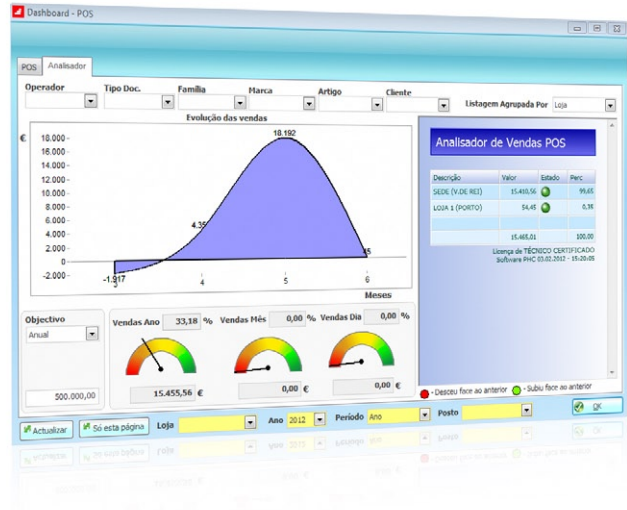 Dashboard - POS
POS Analisador
Operador Tipo Doc. Família Marca Artigo Cliente
Listagem Agrupada Por Loja
Evolução das vendas
€
18.000
16.000
14.000
12.000
10.000
8.000
6.000
4.000
2.000
0
-2.000
18.192
4.35
-1.917
4 5 6
Meses
Analisador de Vendas POS
Descrição Valor Estado Perc
SEDE (V.DE REI) 15.410,56 99,65
LOJA 1 (PORTO) 54,45 0,35
15.465,01 100,00
Licença de TÉCNICO CERTIFICADO
Software PHC 03.02.2012 - 15:20:05
Objectivo
Anual
500.000,00
Vendas Ano 33,18 % Vendas Mês 0,00 % Vendas Dia 0,00 %
15.455,56 € 0,00 € 0,00 €
- Desceu face ao anterior - Subiu face ao anterior
Actualizar Só esta página Loja Ano 2012 Período Ano Posto OK